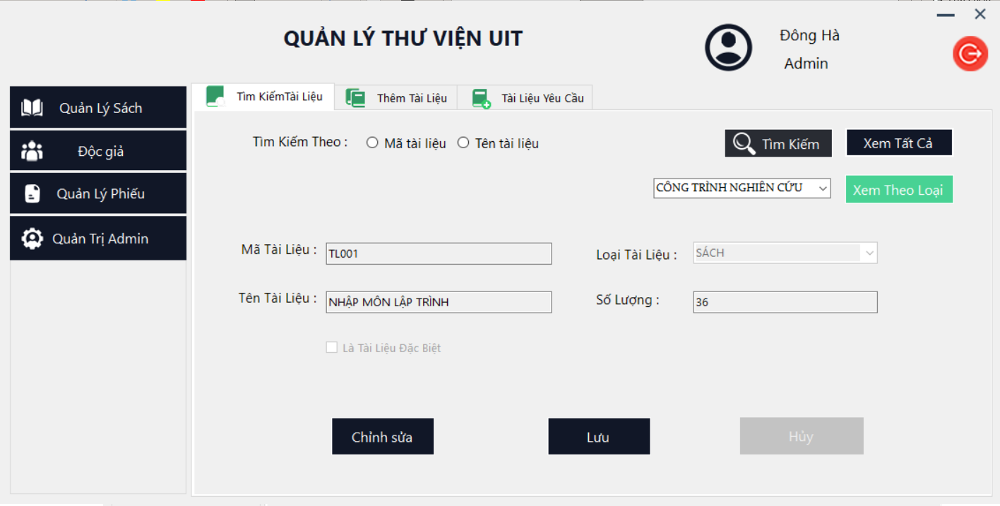 QUẢN LÝ THƯ VIỆN UIT
Đông Hà
Admin
Quản Lý Sách
Độc giả
Quản Lý Phiếu
Quản Trị Admin
Tìm KiếmTài Liệu
Thêm Tài Liệu
Tài Liệu Yêu Cầu
Tìm Kiếm Theo :
Mã tài liệu
Tên tài liệu
Tìm Kiếm
Xem Tất Cả
CÔNG TRÌNH NGHIÊN CỨU
Xem Theo Loại
Mã Tài Liệu :
TL001
Loại Tài Liệu :
SÁCH
Tên Tài Liệu :
NHẬP MÔN LẬP TRÌNH
Số Lượng :
36
Là Tài Liệu Đặc Biệt
Chỉnh sửa
Lưu
Hủy